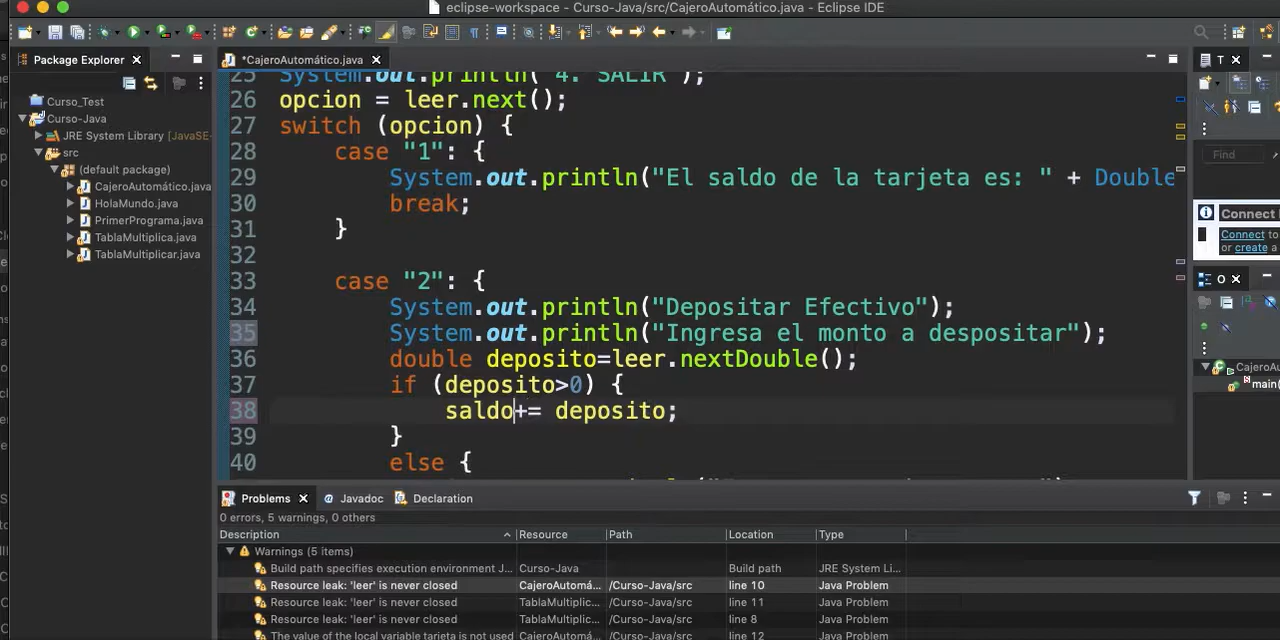 eclipse-workspace - Curso-Java/src/CajeroAutomático.java - Eclipse IDE
Package Explorer
*CajeroAutomático.java
Curso_Test
Curso-Java
JRE System Library [JavaSE-
src
(default package)
CajeroAutomático.java
HolaMundo.java
PrimerPrograma.java
TablaMultiplica.java
TablaMultiplicar.java
25 System.out.println("4. SALIR");
26 opcion = leer.next();
27 switch (opcion) {
28 case "1": {
29 System.out.println("El saldo de la tarjeta es: " + Double
30 break;
31 }
32
33 case "2": {
34 System.out.println("Depositar Efectivo");
35 System.out.println("Ingresa el monto a despositar");
36 double deposito=leer.nextDouble();
37 if (deposito>0) {
38 saldo+= deposito;
39 }
40 else {
T
Find
Connect
Connect to
or create a
O
CajeroAu
main(
Problems
@ Javadoc
Declaration
0 errors, 5 warnings, 0 others
Description Resource Path Location Type
Warnings (5 items)
Build path specifies execution environment J... Curso-Java Build path JRE System Li...
Resource leak: 'leer' is never closed CajeroAutomá... /Curso-Java/src line 10 Java Problem
Resource leak: 'leer' is never closed TablaMultiplic... /Curso-Java/src line 11 Java Problem
Resource leak: 'leer' is never closed TablaMultiplic... /Curso-Java/src line 8 Java Problem
The value of the local variable tarjeta is not used CajeroAutomá... /Curso-Java/src line 12 Java Problem